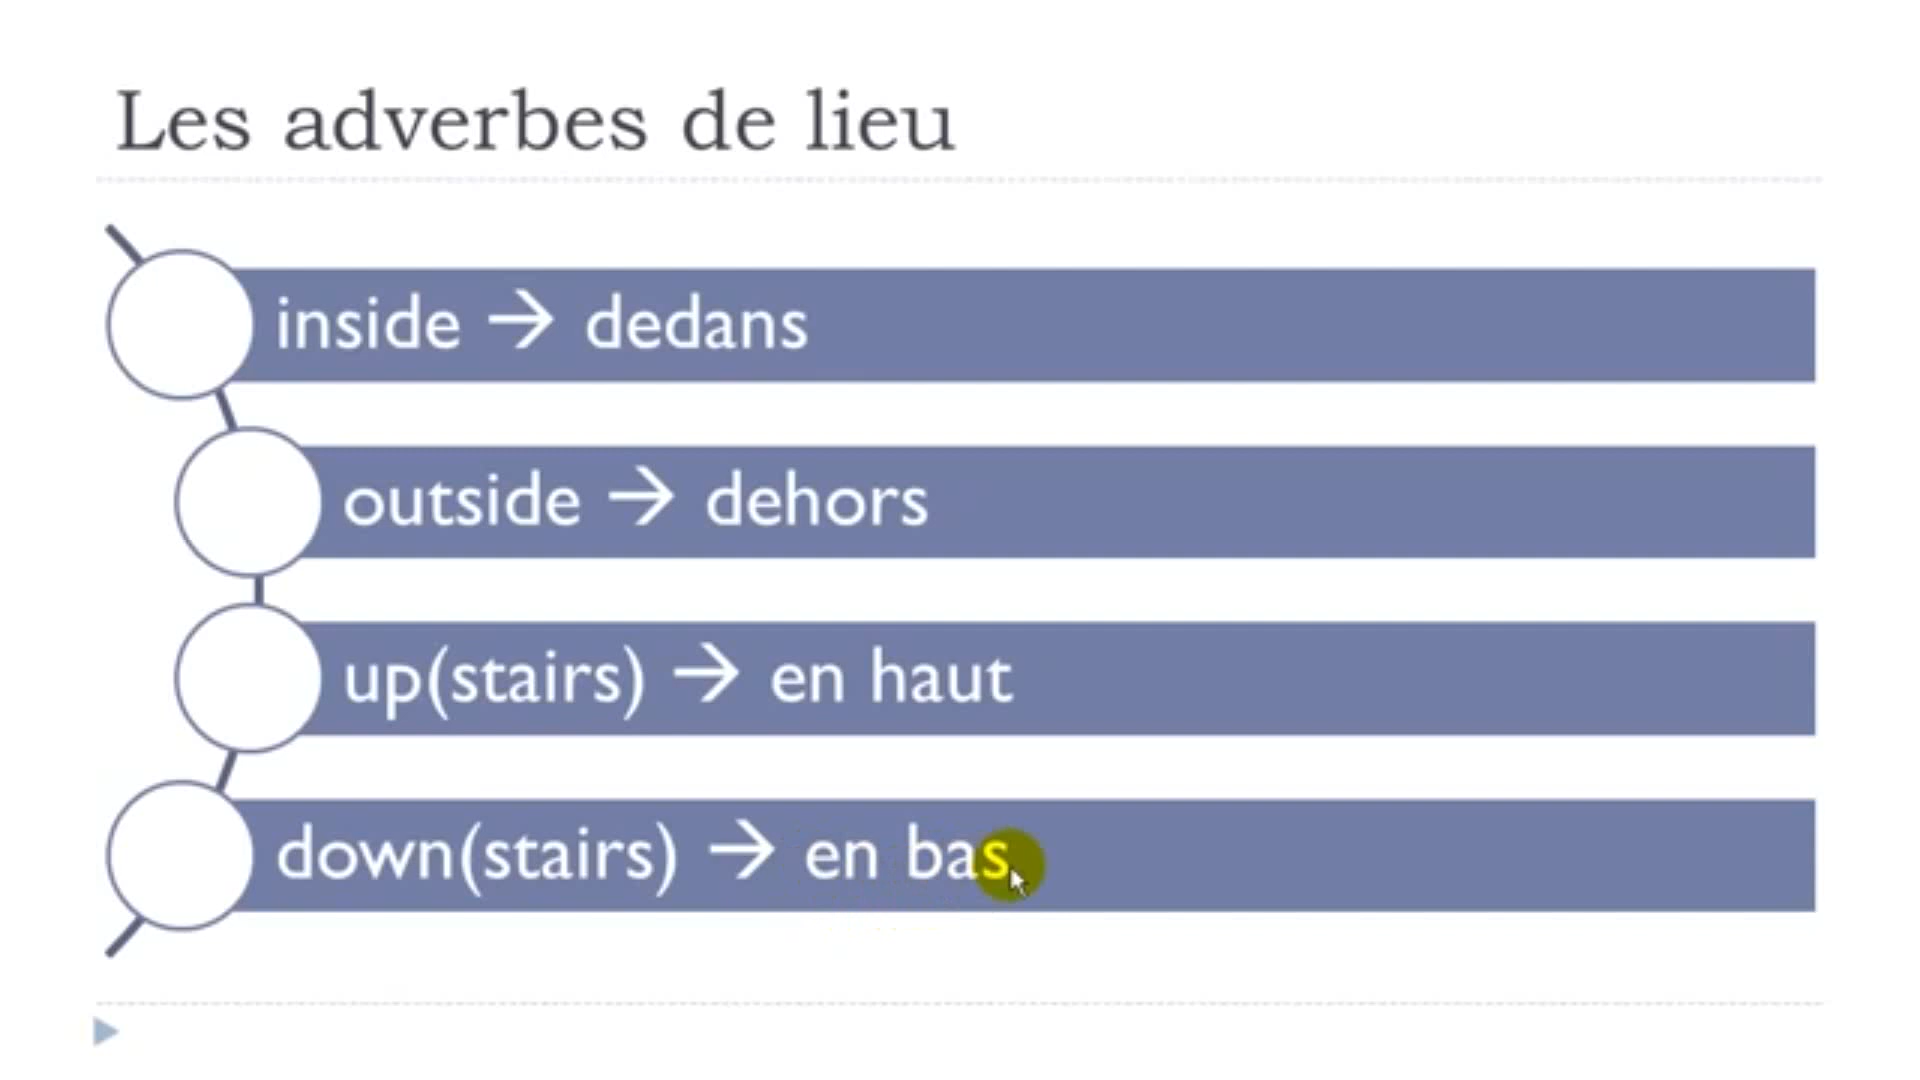 Les adverbes de lieu
inside → dedans
outside → dehors
up(stairs) → en haut
down(stairs) → en bas